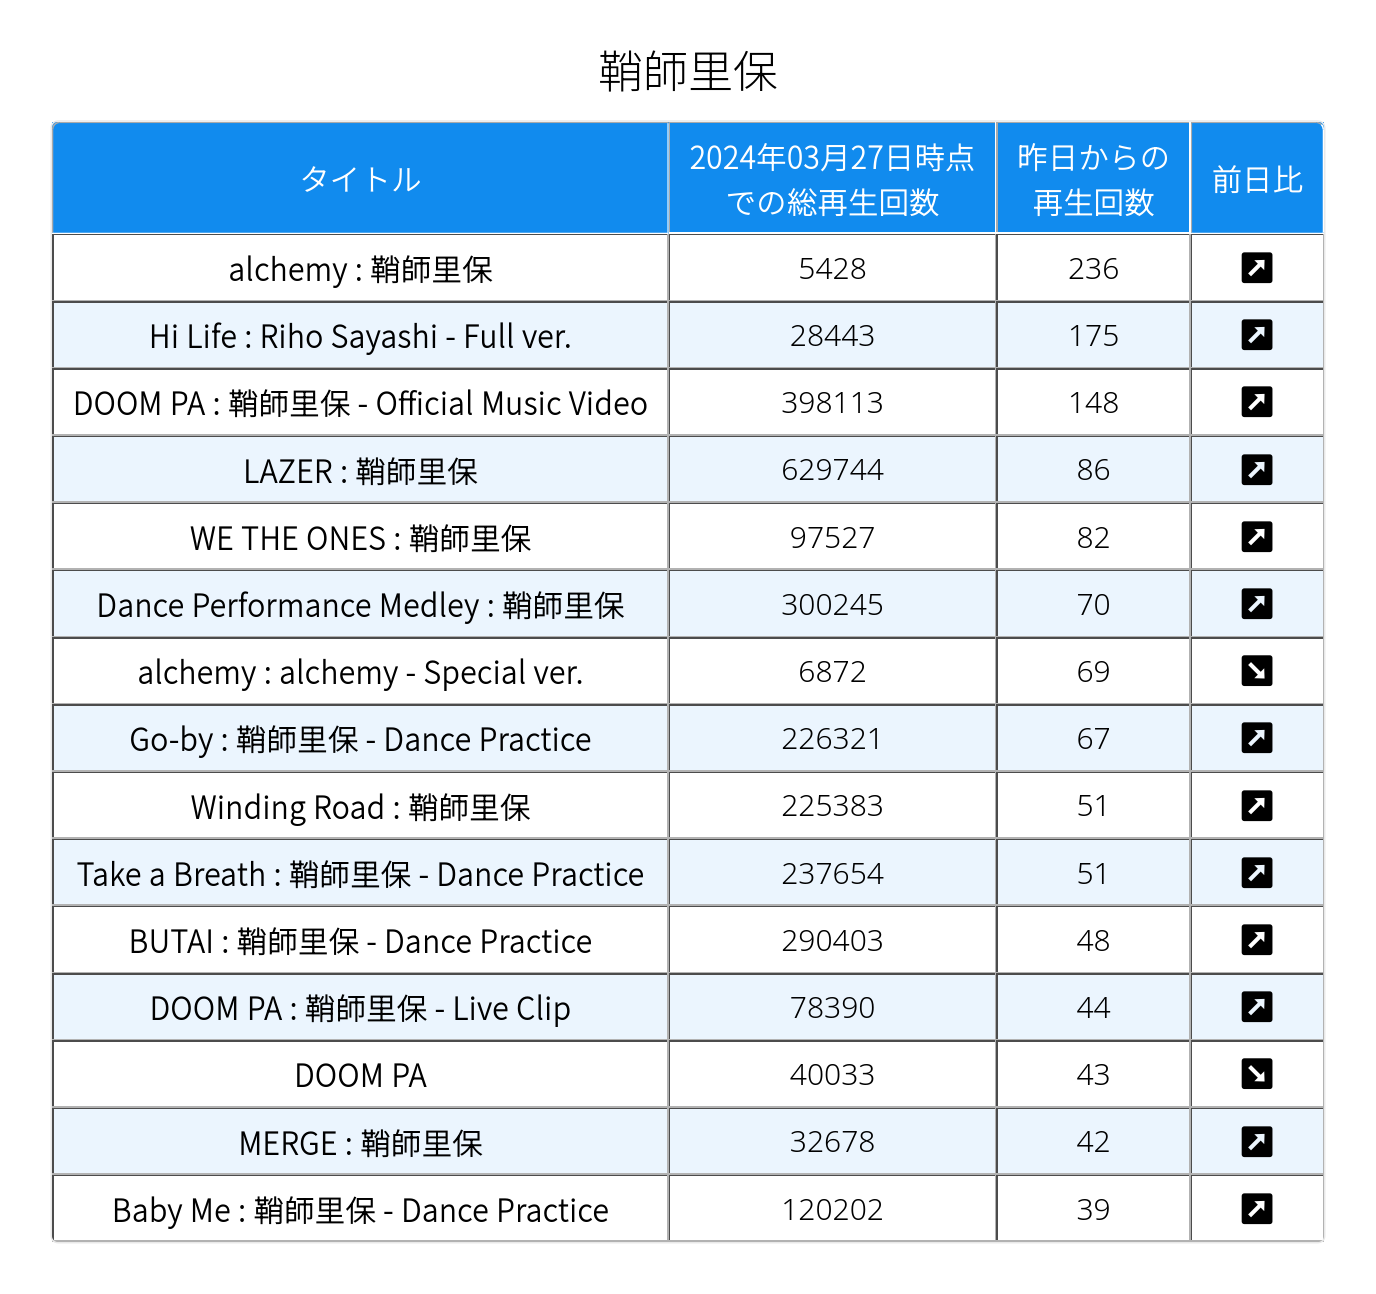 鞘師里保
タイトル 2024年03月27日時点 昨日からの 前日比
での総再生回数 再生回数
alchemy : 鞘師里保 5428 236
Hi Life : Riho Sayashi - Full ver. 28443 175
DOOM PA : 鞘師里保 - Official Music Video 398113 148
LAZER : 鞘師里保 629744 86
WE THE ONES : 鞘師里保 97527 82
Dance Performance Medley : 鞘師里保 300245 70
alchemy : alchemy - Special ver. 6872 69
Go-by : 鞘師里保 - Dance Practice 226321 67
Winding Road : 鞘師里保 225383 51
Take a Breath : 鞘師里保 - Dance Practice 237654 51
BUTAI : 鞘師里保 - Dance Practice 290403 48
DOOM PA : 鞘師里保 - Live Clip 78390 44
DOOM PA 40033 43
MERGE : 鞘師里保 32678 42
Baby Me : 鞘師里保 - Dance Practice 120202 39